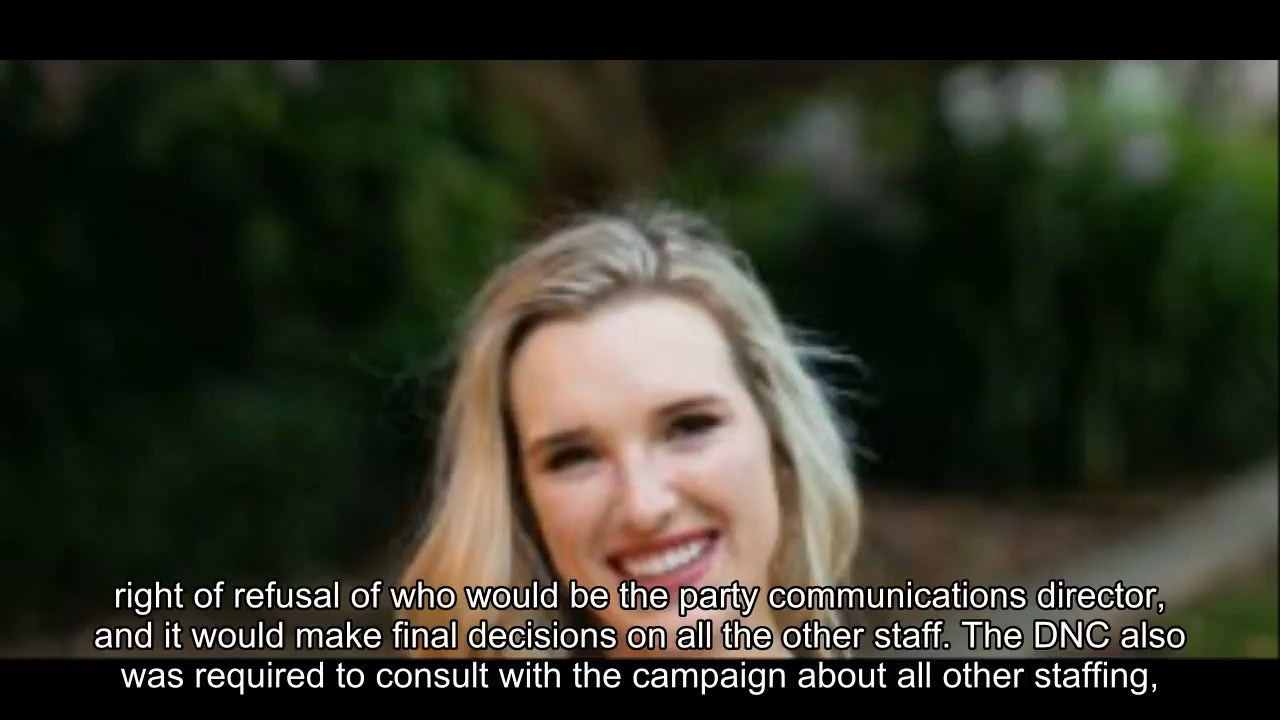 right of refusal of who would be the party communications director,
and it would make final decisions on all the other staff. The DNC also
was required to consult with the campaign about all other staffing,